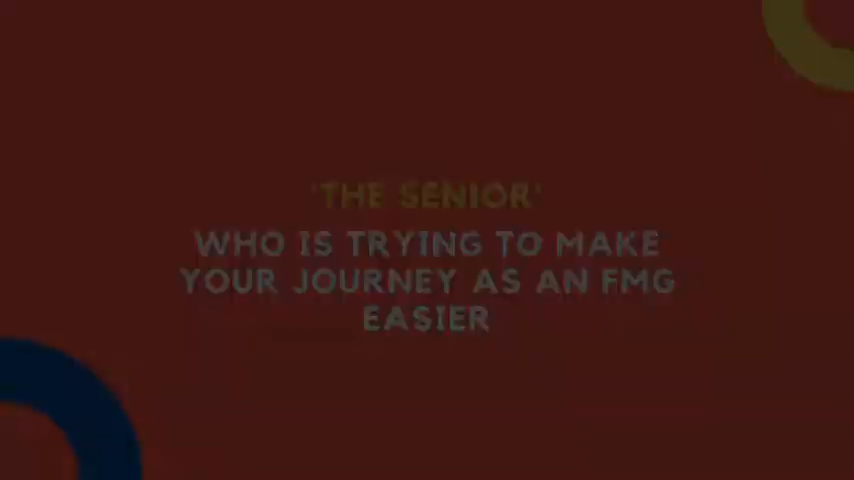 'THE SENIOR'
WHO IS TRYING TO MAKE
YOUR JOURNEY AS AN FMG
EASIER